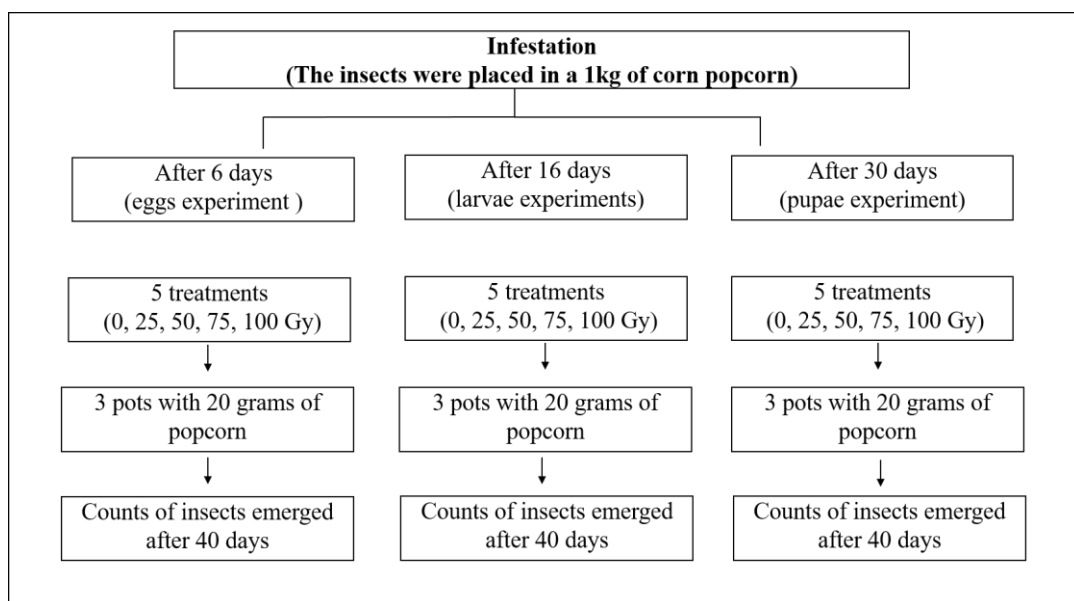 Infestation
(The insects were placed in a 1kg of corn popcorn)
After 6 days
(eggs experiment )
After 16 days
(larvae experiments)
After 30 days
(pupae experiment)
5 treatments
(0, 25, 50, 75, 100 Gy)
5 treatments
(0, 25, 50, 75, 100 Gy)
5 treatments
(0, 25, 50, 75, 100 Gy)
3 pots with 20 grams of
popcorn
3 pots with 20 grams of
popcorn
3 pots with 20 grams of
popcorn
Counts of insects emerged
after 40 days
Counts of insects emerged
after 40 days
Counts of insects emerged
after 40 days